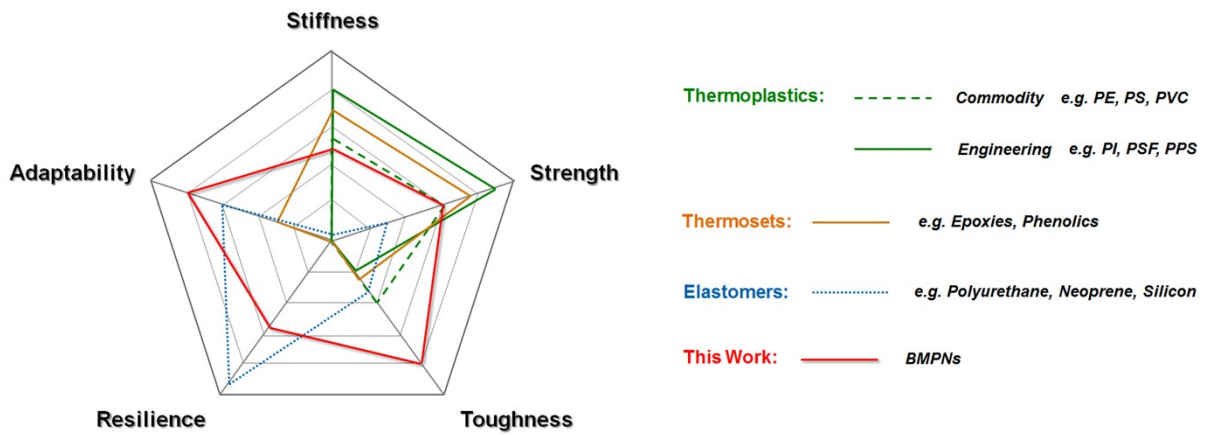 Stiffness
Adaptability
Strength
Resilience
Toughness
Thermoplastics: Commodity e.g. PE, PS, PVC
Engineering e.g. PI, PSF, PPS
Thermosets: e.g. Epoxies, Phenolics
Elastomers: e.g. Polyurethane, Neoprene, Silicon
This Work: BMPNs